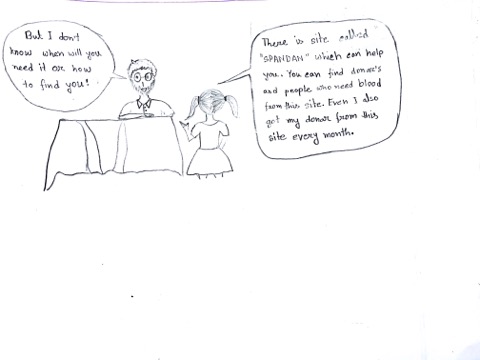 But I don't
know when will you
need it or how
to find you!
There is site called
"SPANDAN" which can help
you. You can find donar's
and people who need blood
from this site. Even I also
got my donar from this
site every month.